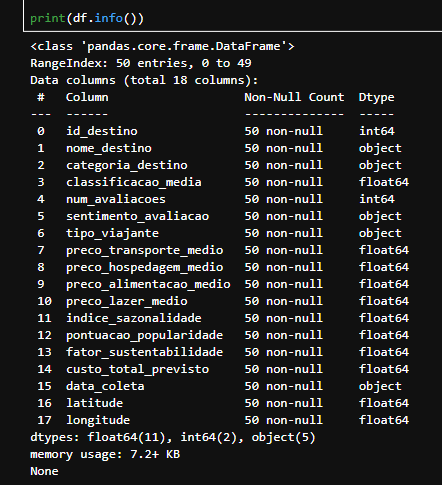 print(df.info())
<class 'pandas.core.frame.DataFrame'>
RangeIndex: 50 entries, 0 to 49
Data columns (total 18 columns):
 #   Column                   Non-Null Count  Dtype
---  ------                   --------------  -----
 0   id_destino               50 non-null     int64
 1   nome_destino             50 non-null     object
 2   categoria_destino        50 non-null     object
 3   classificacao_media      50 non-null     float64
 4   num_avaliacoes           50 non-null     int64
 5   sentimento_avaliacao     50 non-null     object
 6   tipo_viajante            50 non-null     object
 7   preco_transporte_medio   50 non-null     float64
 8   preco_hospedagem_medio   50 non-null     float64
 9   preco_alimentacao_medio  50 non-null     float64
 10  preco_lazer_medio        50 non-null     float64
 11  indice_sazonalidade      50 non-null     float64
 12  pontuacao_popularidade   50 non-null     float64
 13  fator_sustentabilidade   50 non-null     float64
 14  custo_total_previsto     50 non-null     float64
 15  data_coleta              50 non-null     object
 16  latitude                 50 non-null     float64
 17  longitude                50 non-null     float64
dtypes: float64(11), int64(2), object(5)
memory usage: 7.2+ KB
None